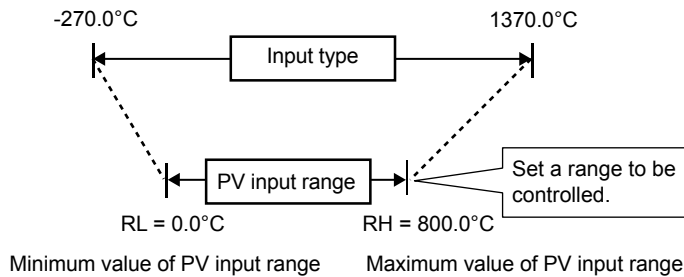 -270.0°C
1370.0°C
Input type
PV input range
Set a range to be
controlled.
RL = 0.0°C
RH = 800.0°C
Minimum value of PV input range
Maximum value of PV input range